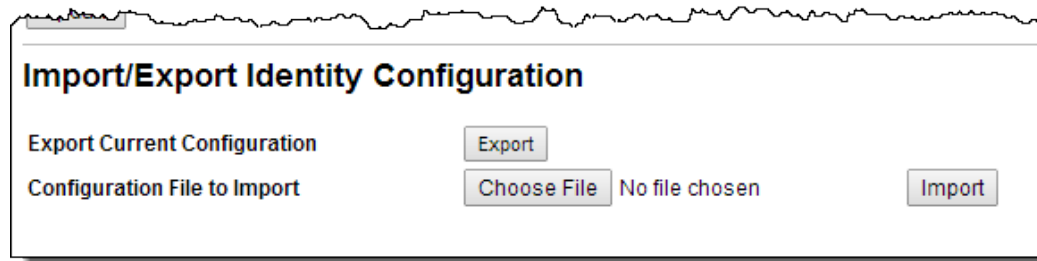 Import/Export Identity Configuration
Export Current Configuration Export
Configuration File to Import Choose File No file chosen Import